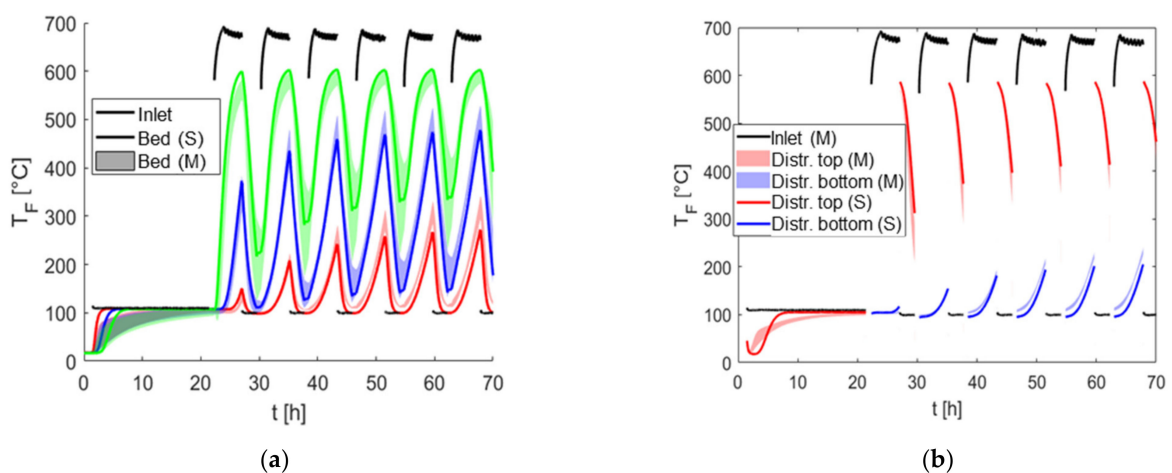 700
600
500
400
300
200
100
0
T_F [°C]
Inlet
Bed (S)
Bed (M)
0 10 20 30 40 50 60 70
t [h]
(a)
700
600
500
400
300
200
100
0
T_F [°C]
Inlet (M)
Distr. top (M)
Distr. bottom (M)
Distr. top (S)
Distr. bottom (S)
0 10 20 30 40 50 60 70
t [h]
(b)